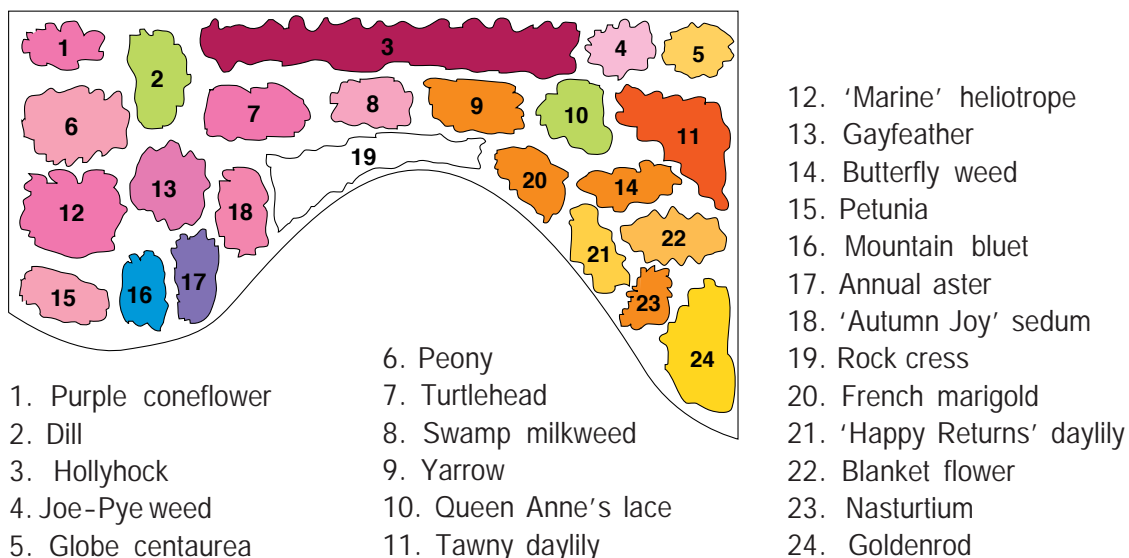 1
2
3
4
5
6
7
8
9
10
11
12
13
14
15
16
17
18
19
20
21
22
23
24
1. Purple coneflower
2. Dill
3. Hollyhock
4. Joe-Pye weed
5. Globe centaurea
6. Peony
7. Turtlehead
8. Swamp milkweed
9. Yarrow
10. Queen Anne's lace
11. Tawny daylily
12. 'Marine' heliotrope
13. Gayfeather
14. Butterfly weed
15. Petunia
16. Mountain bluet
17. Annual aster
18. 'Autumn Joy' sedum
19. Rock cress
20. French marigold
21. 'Happy Returns' daylily
22. Blanket flower
23. Nasturtium
24. Goldenrod